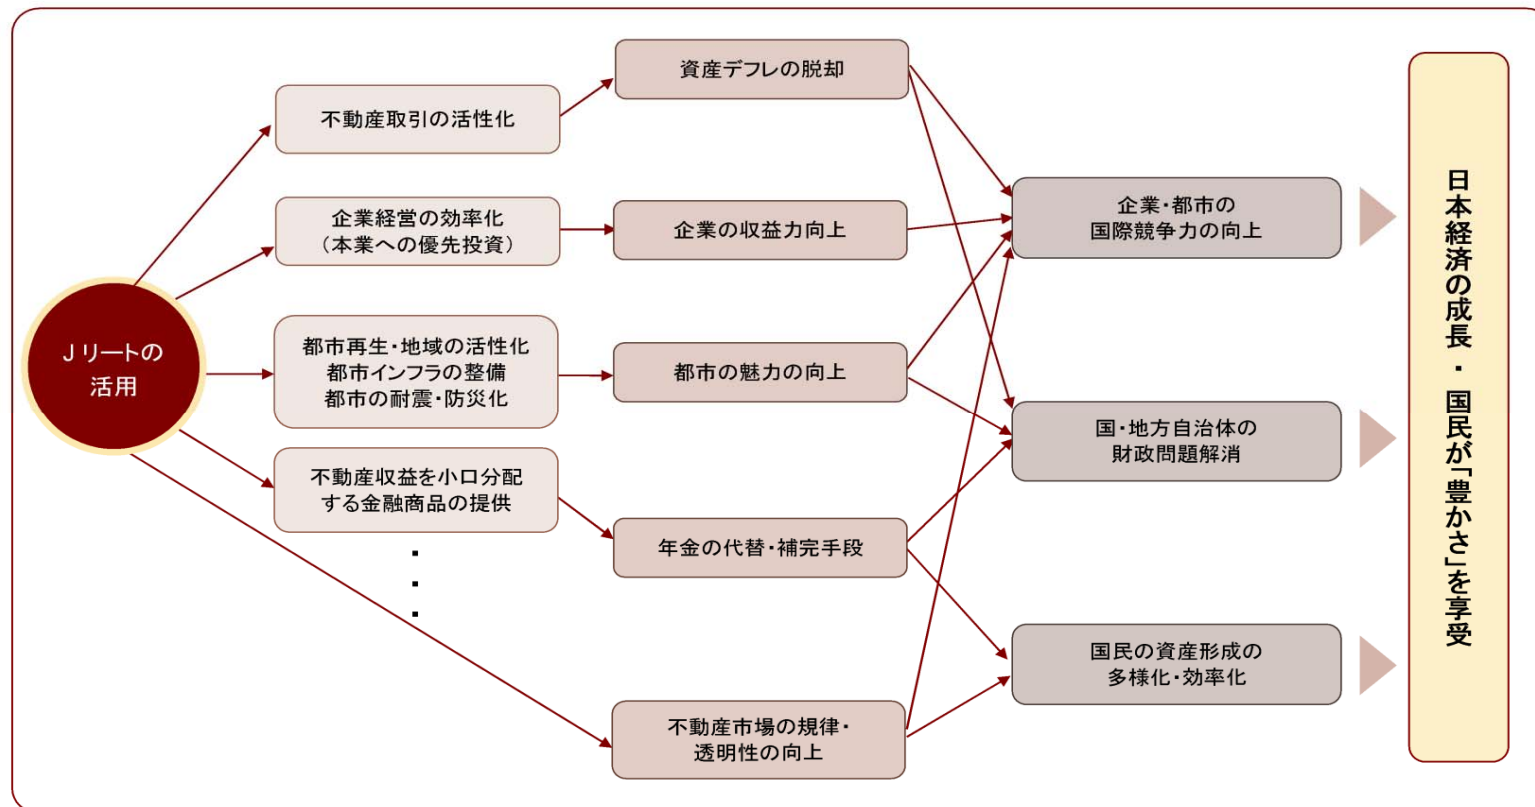 Jリートの
活用
不動産取引の活性化
企業経営の効率化
(本業への優先投資)
都市再生・地域の活性化
都市インフラの整備
都市の耐震・防災化
不動産収益を小口分配
する金融商品の提供
・
・
・
資産デフレの脱却
企業の収益力向上
都市の魅力の向上
年金の代替・補完手段
不動産市場の規律・
透明性の向上
企業・都市の
国際競争力の向上
国・地方自治体の
財政問題解消
国民の資産形成の
多様化・効率化
日本経済の成長・国民が「豊かさ」を享受